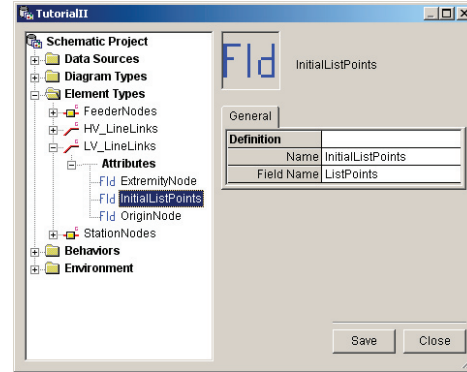 TutorialII
Schematic Project
Data Sources
Diagram Types
Element Types
FeederNodes
HV_LineLinks
LV_LineLinks
Attributes
Fld ExtremityNode
Fld InitialListPoints
Fld OriginNode
StationNodes
Behaviors
Environment
Fld InitialListPoints
General
Definition
Name InitialListPoints
Field Name ListPoints
Save Close